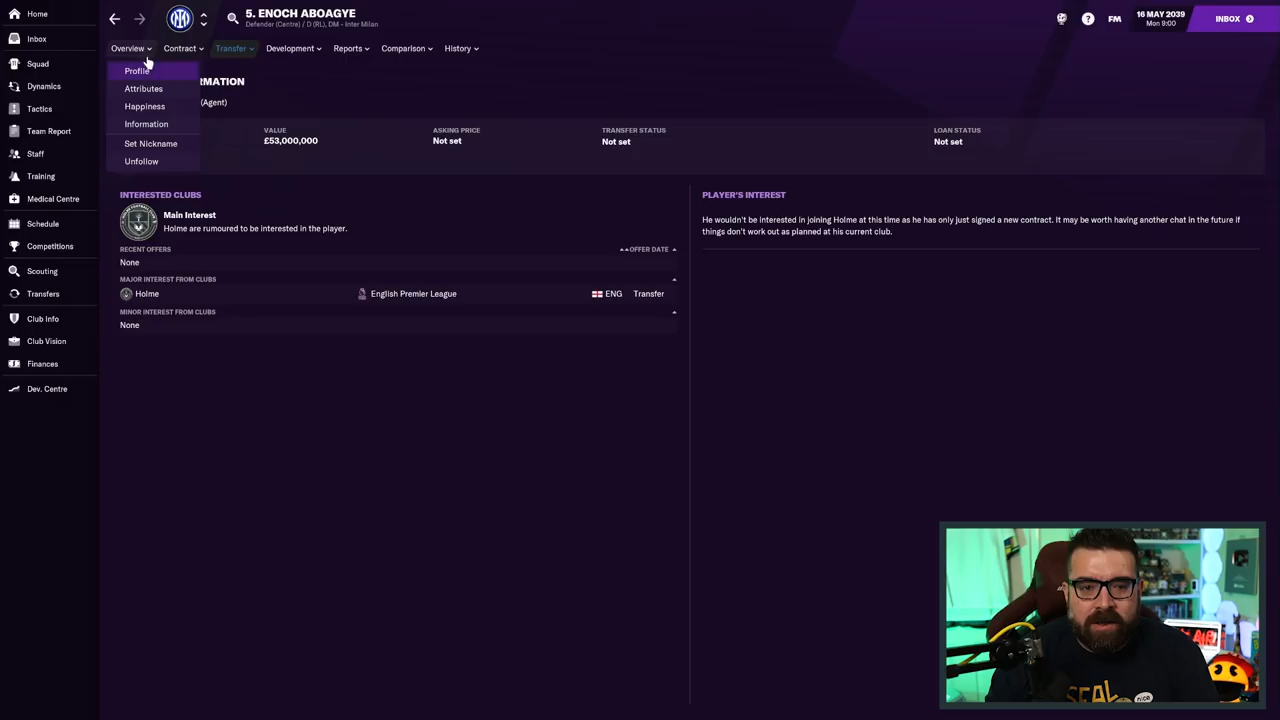 Home
Inbox
Squad
Dynamics
Tactics
Team Report
Staff
Training
Medical Centre
Schedule
Competitions
Scouting
Transfers
Club Info
Club Vision
Finances
Dev. Centre
5. ENOCH ABOAGYE
Defender (Centre) / D (RL), DM - Inter Milan
FM
16 MAY 2039
Mon 9:00
INBOX
Overview Contract Transfer Development Reports Comparison History
Profile
Attributes
Happiness
Information
Set Nickname
Unfollow
RMATION
(Agent)
VALUE
£53,000,000
ASKING PRICE
Not set
TRANSFER STATUS
Not set
LOAN STATUS
Not set
INTERESTED CLUBS
Main Interest
Holme are rumoured to be interested in the player.
RECENT OFFERS OFFER DATE
None
MAJOR INTEREST FROM CLUBS
Holme English Premier League ENG Transfer
MINOR INTEREST FROM CLUBS
None
PLAYER'S INTEREST
He wouldn't be interested in joining Holme at this time as he has only just signed a new contract. It may be worth having another chat in the future if
things don't work out as planned at his current club.
SEAL
nice